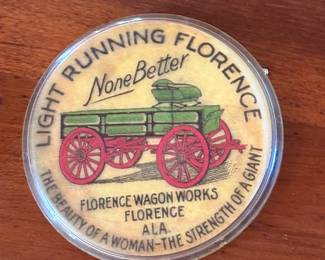 LIGHT RUNNING FLORENCE
None Better
FLORENCE WAGON WORKS
FLORENCE
ALA.
THE BEAUTY OF A WOMAN-THE STRENGTH OF A GIANT